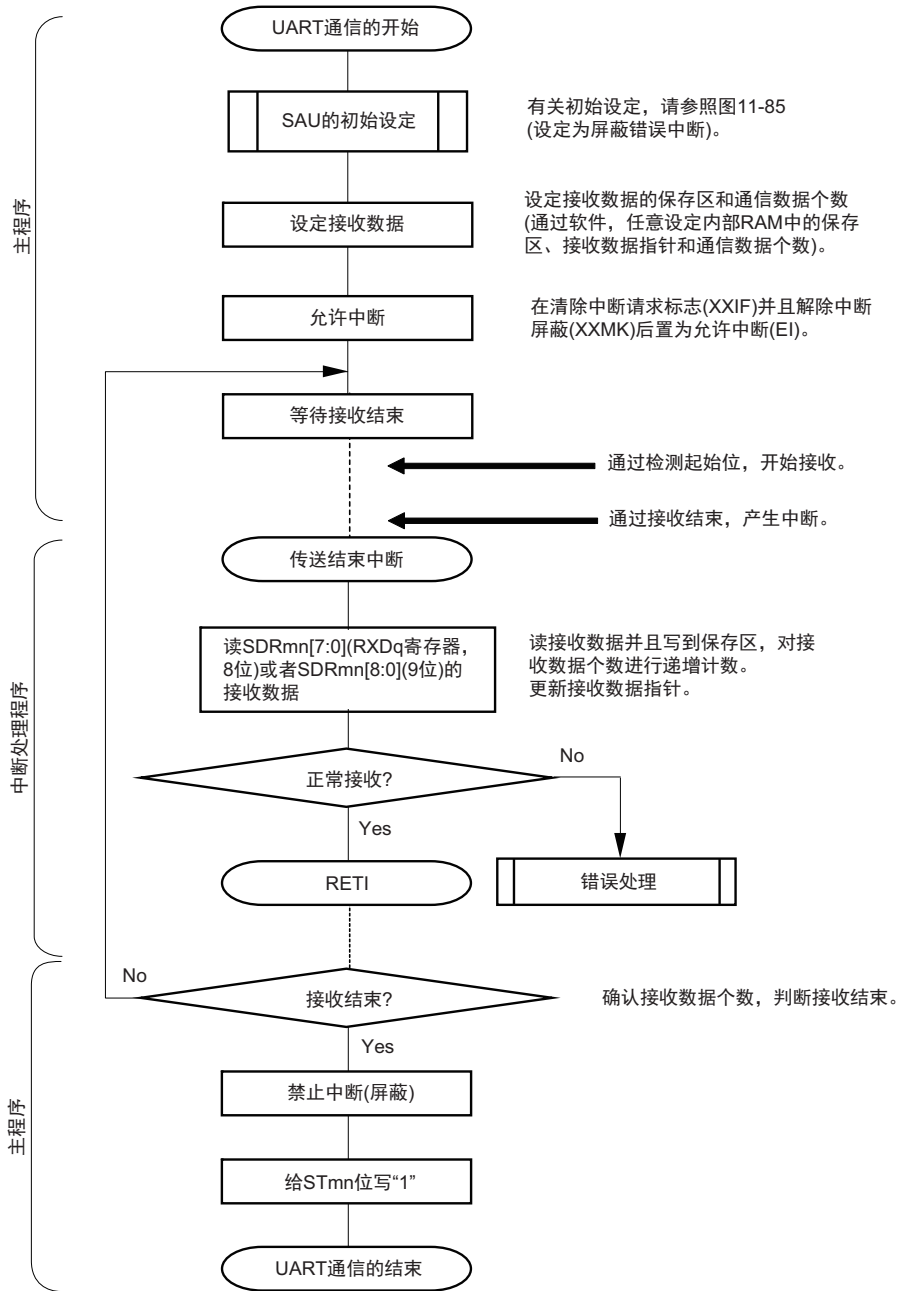 UART通信的开始
SAU的初始设定
有关初始设定，请参照图11-85
(设定为屏蔽错误中断)。
主程序
设定接收数据
设定接收数据的保存区和通信数据个数
(通过软件，任意设定内部RAM中的保存
区、接收数据指针和通信数据个数)。
允许中断
在清除中断请求标志(XXIF)并且解除中断
屏蔽(XXMK)后置为允许中断(EI)。
等待接收结束
通过检测起始位，开始接收。
通过接收结束，产生中断。
传送结束中断
中断处理程序
读SDRmn[7:0](RXDq寄存器，
8位)或者SDRmn[8:0](9位)的
接收数据
读接收数据并且写到保存区，对接
收数据个数进行递增计数。
更新接收数据指针。
正常接收?
No
Yes
RETI
错误处理
No
接收结束?
确认接收数据个数，判断接收结束。
Yes
主程序
禁止中断(屏蔽)
给STmn位写“1”
UART通信的结束